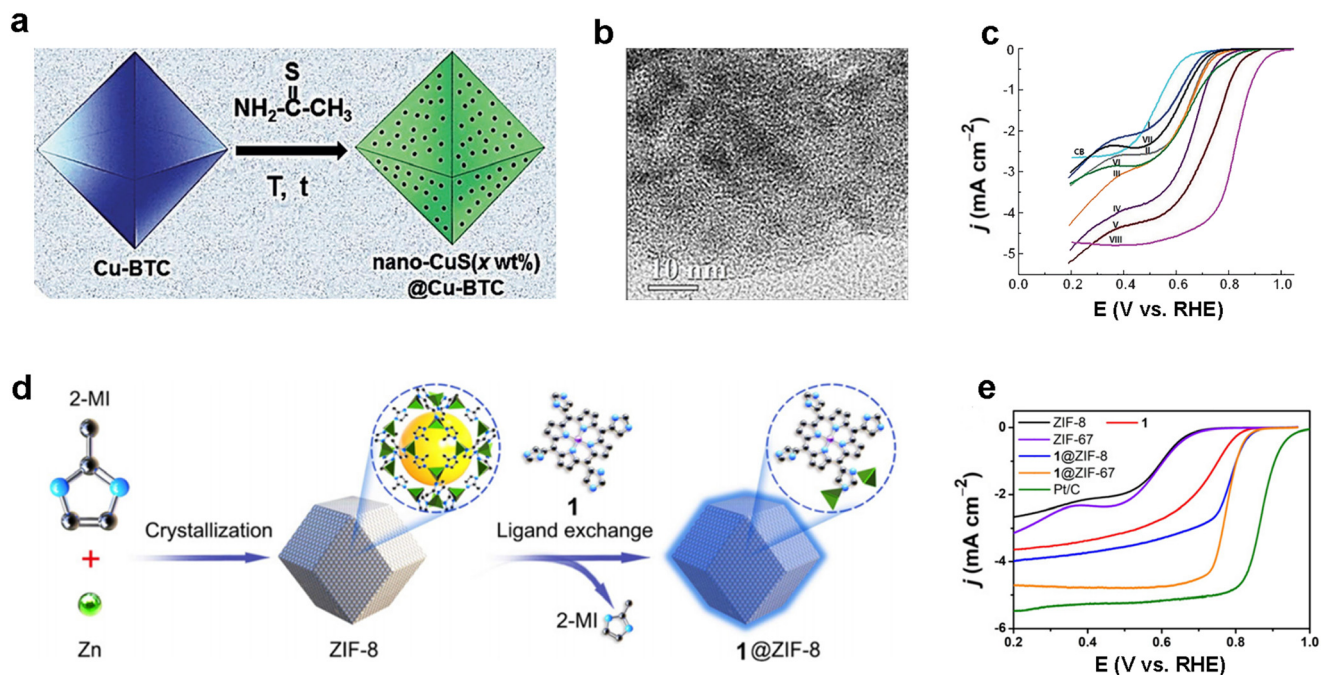 a
S
NH₂-C-CH₃
T, t
Cu-BTC
nano-CuS(x wt%)
@Cu-BTC
b
10 nm
c
j (mA cm⁻²)
0
-1
-2
-3
-4
-5
CB
I
VII
II
VI
III
IV
V
VIII
0.0 0.2 0.4 0.6 0.8 1.0
E (V vs. RHE)
d
2-MI
+
Zn
Crystallization
ZIF-8
1
Ligand exchange
2-MI
1@ZIF-8
e
j (mA cm⁻²)
0
-2
-4
-6
ZIF-8 1
ZIF-67
1@ZIF-8
1@ZIF-67
Pt/C
0.2 0.4 0.6 0.8 1.0
E (V vs. RHE)